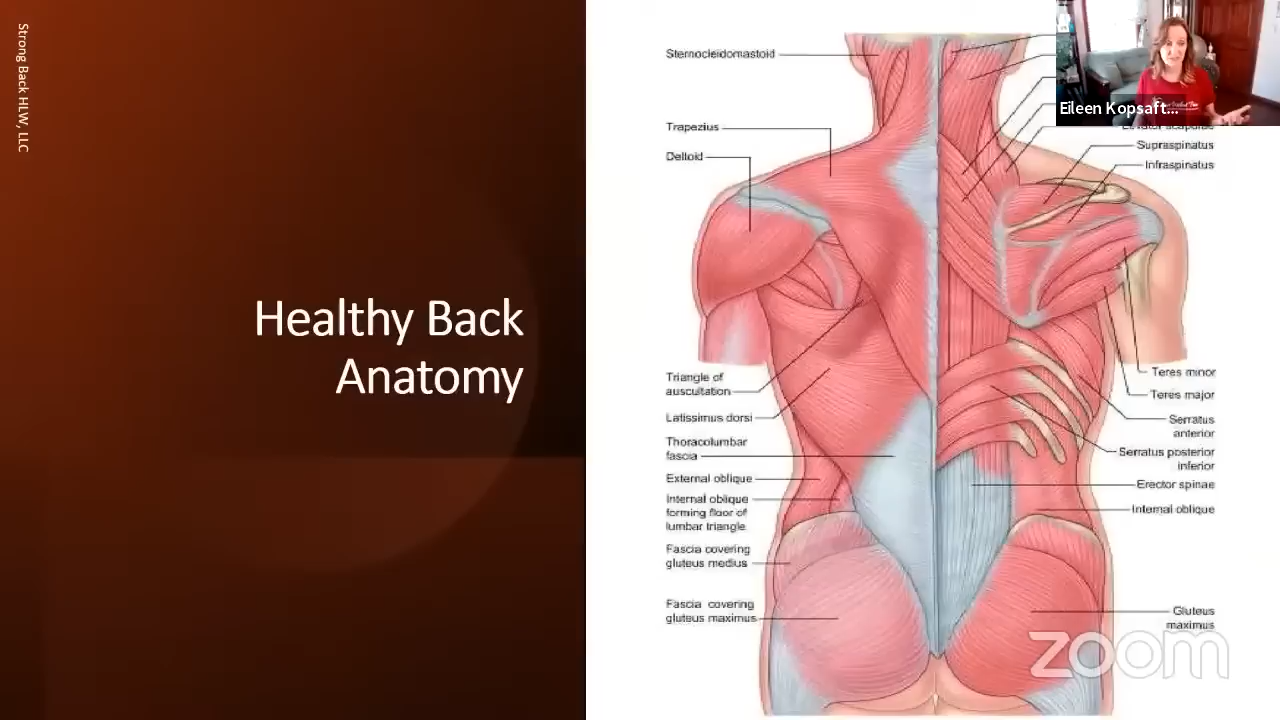 Strong Back HLW, LLC
Healthy Back
Anatomy
Sternocleidomastoid
Trapezius
Deltoid
Triangle of
auscultation
Latissimus dorsi
Thoracolumbar
fascia
External oblique
Internal oblique
forming floor of
lumbar triangle
Fascia covering
gluteus medius
Fascia covering
gluteus maximus
Eileen Kopsaft...
Supraspinatus
Infraspinatus
Teres minor
Teres major
Serratus
anterior
Serratus posterior
inferior
Erector spinae
Internal oblique
Gluteus
maximus
zoom